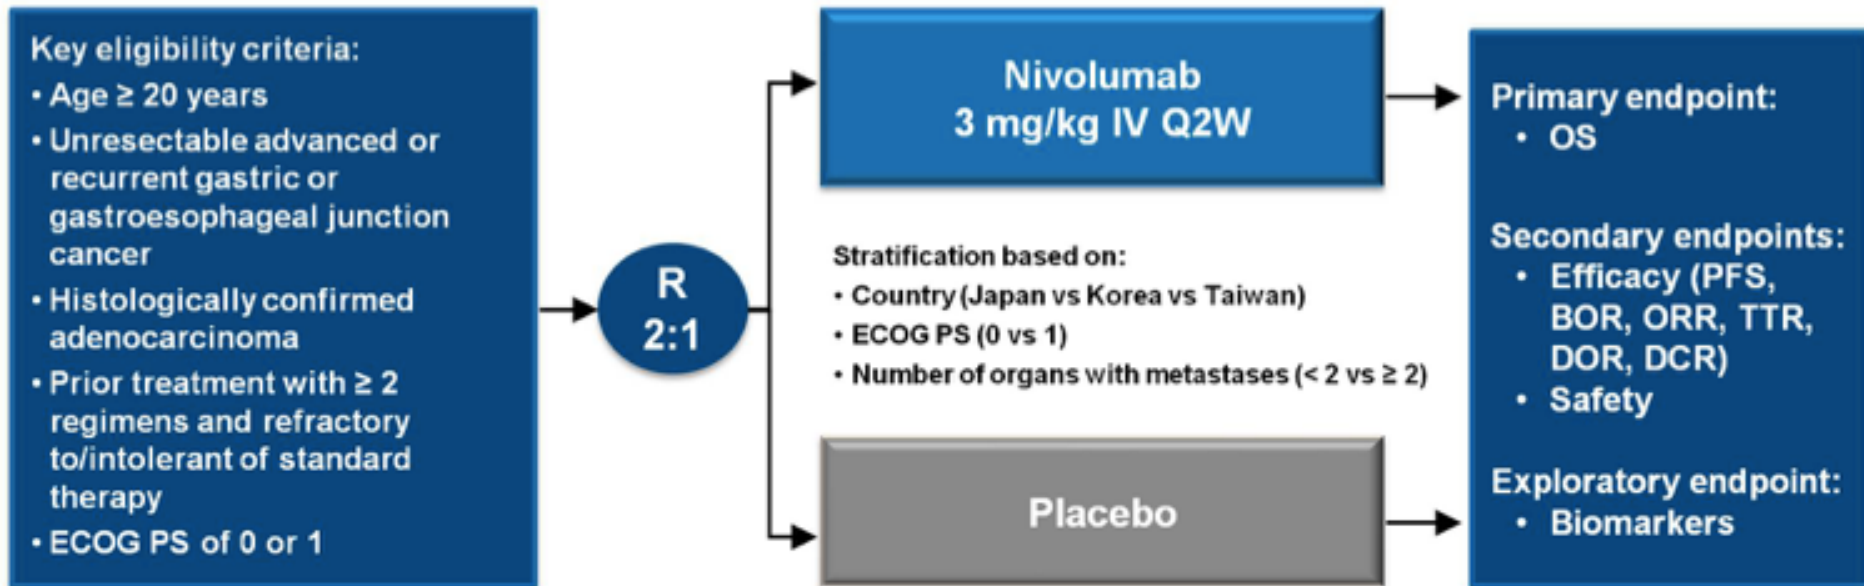 Key eligibility criteria:
• Age ≥ 20 years
• Unresectable advanced or
recurrent gastric or
gastroesophageal junction
cancer
• Histologically confirmed
adenocarcinoma
• Prior treatment with ≥ 2
regimens and refractory
to/intolerant of standard
therapy
• ECOG PS of 0 or 1
R
2:1
Nivolumab
3 mg/kg IV Q2W
Stratification based on:
• Country (Japan vs Korea vs Taiwan)
• ECOG PS (0 vs 1)
• Number of organs with metastases (< 2 vs ≥ 2)
Placebo
Primary endpoint:
• OS
Secondary endpoints:
• Efficacy (PFS,
BOR, ORR, TTR,
DOR, DCR)
• Safety
Exploratory endpoint:
• Biomarkers